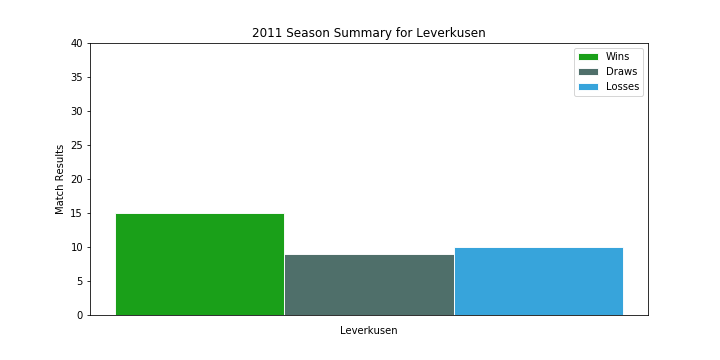 2011 Season Summary for Leverkusen
40
35
30
25
20
15
10
5
0
Match Results
Wins
Draws
Losses
Leverkusen